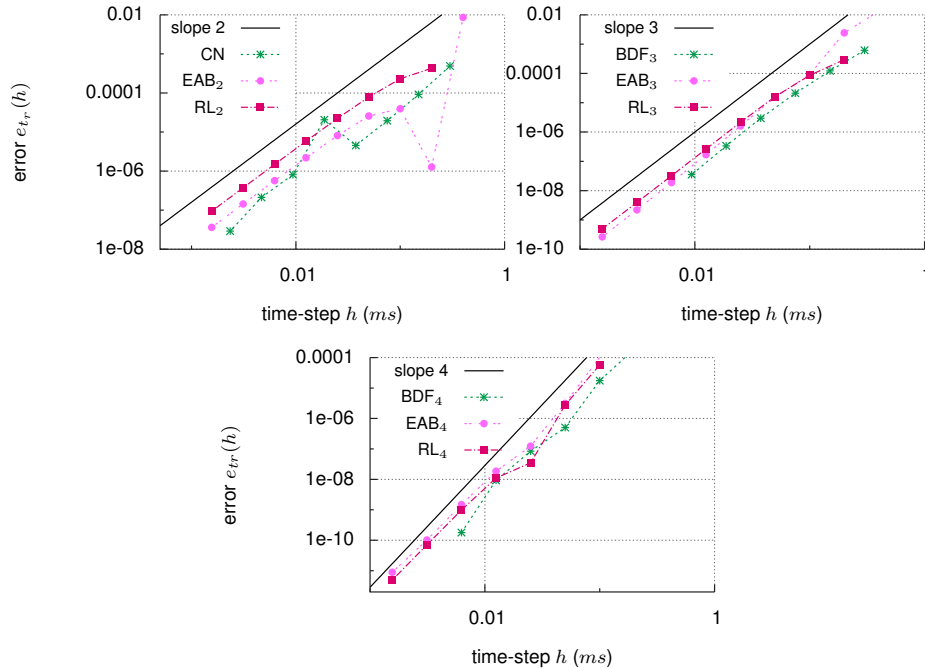 0.01
0.0001
1e-06
1e-08
error e_tr(h)
slope 2
CN
EAB₂
RL₂
0.01
1
time-step h (ms)
0.01
0.0001
1e-06
1e-08
1e-10
slope 3
BDF₃
EAB₃
RL₃
0.01
1
time-step h (ms)
0.0001
1e-06
1e-08
1e-10
error e_tr(h)
slope 4
BDF₄
EAB₄
RL₄
0.01
1
time-step h (ms)